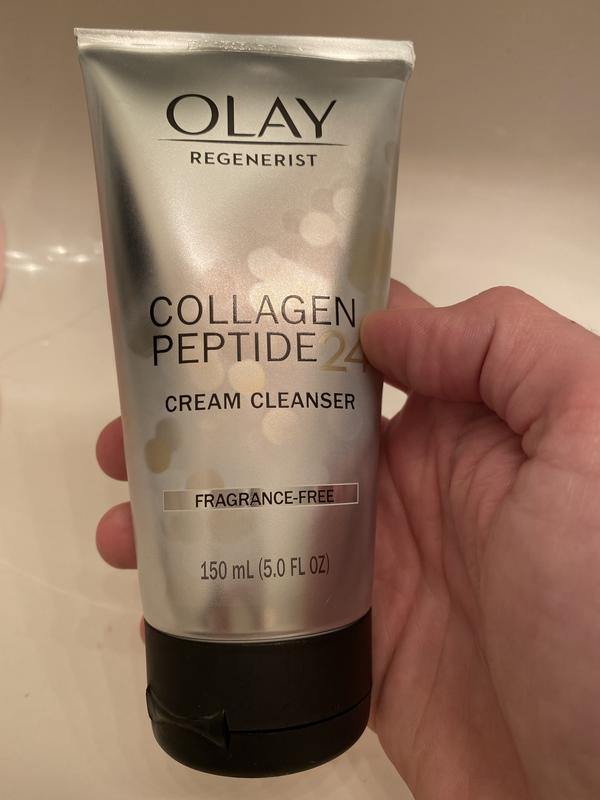 OLAY
REGENERIST
COLLAGEN
PEPTIDE24
CREAM CLEANSER
FRAGRANCE-FREE
150 mL (5.0 FL OZ)